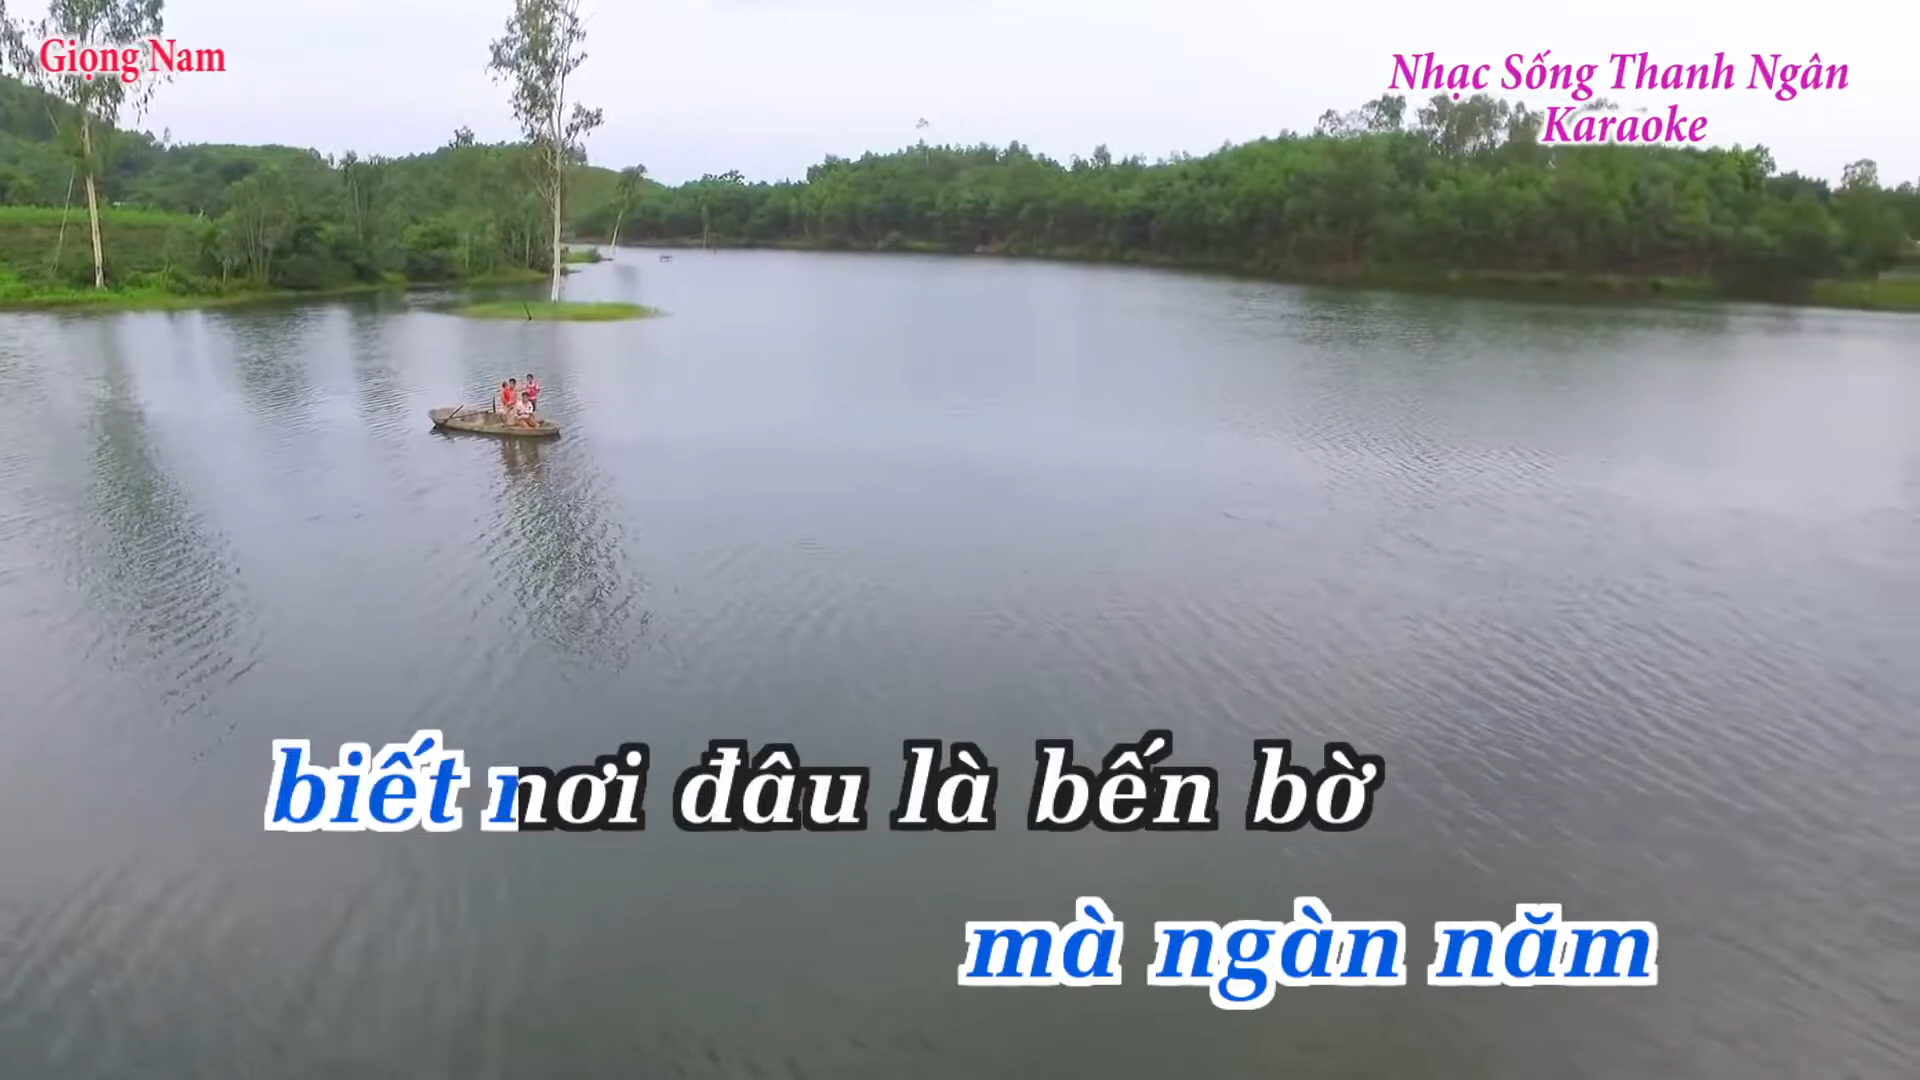 Giọng Nam
Nhạc Sống Thanh Ngân
Karaoke
biết nơi đâu là bến bờ
mà ngàn năm